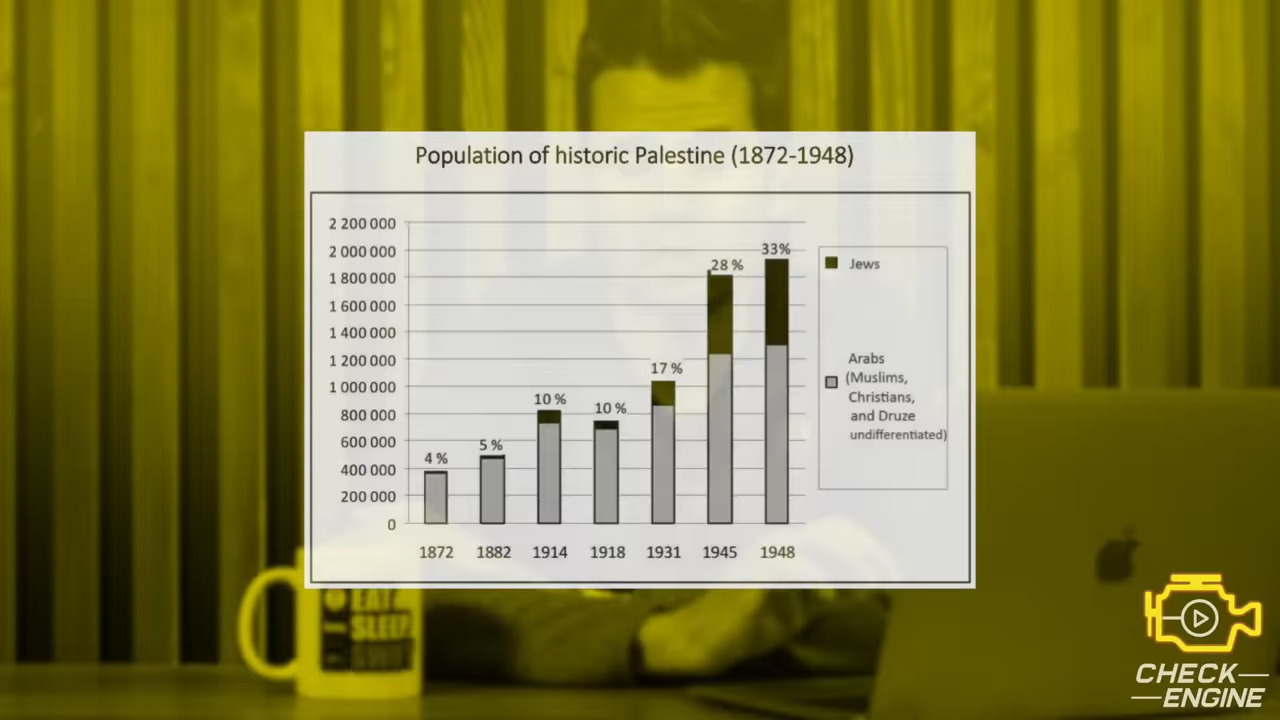 Population of historic Palestine (1872-1948)
2 200 000
2 000 000
1 800 000
1 600 000
1 400 000
1 200 000
1 000 000
800 000
600 000
400 000
200 000
0
4 %
5 %
10 %
10 %
17 %
28 %
33%
1872
1882
1914
1918
1931
1945
1948
Jews
Arabs
(Muslims,
Christians,
and Druze
undifferentiated)
EAT
SLEEP
CHECK
ENGINE